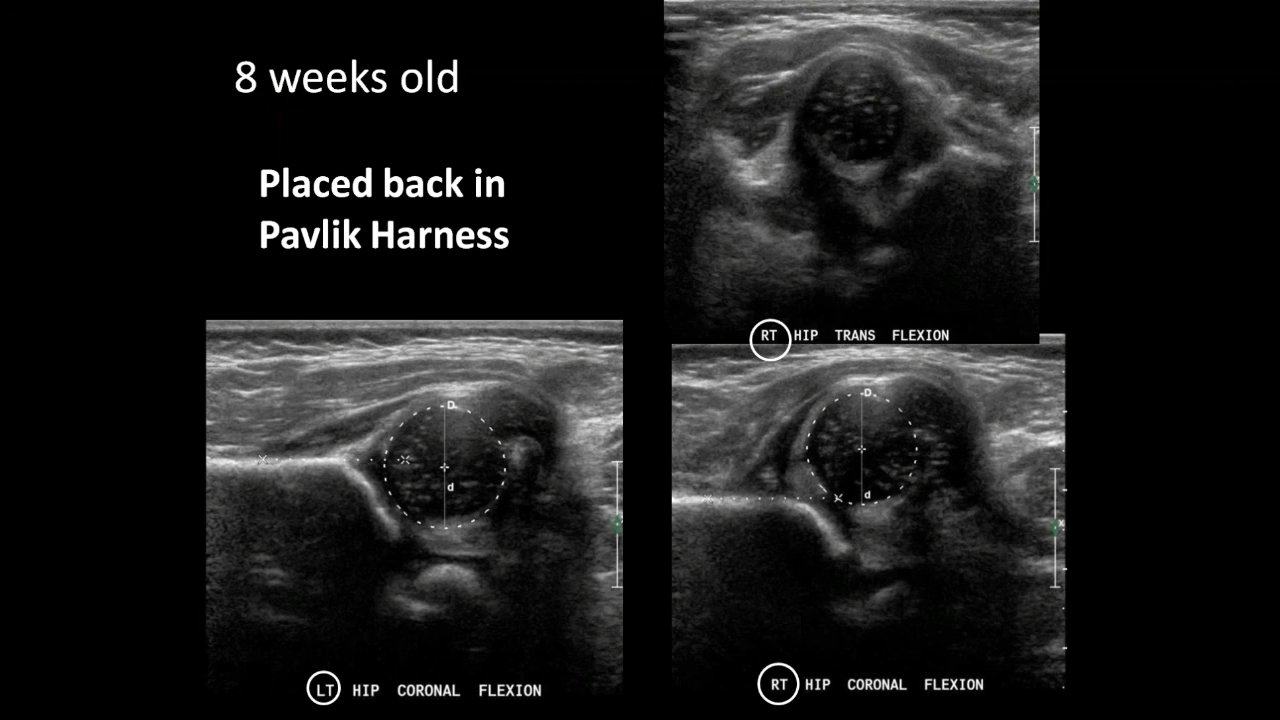 8 weeks old
Placed back in
Pavlik Harness
RT HIP TRANS FLEXION
D
d
LT HIP CORONAL FLEXION
D
d
RT HIP CORONAL FLEXION